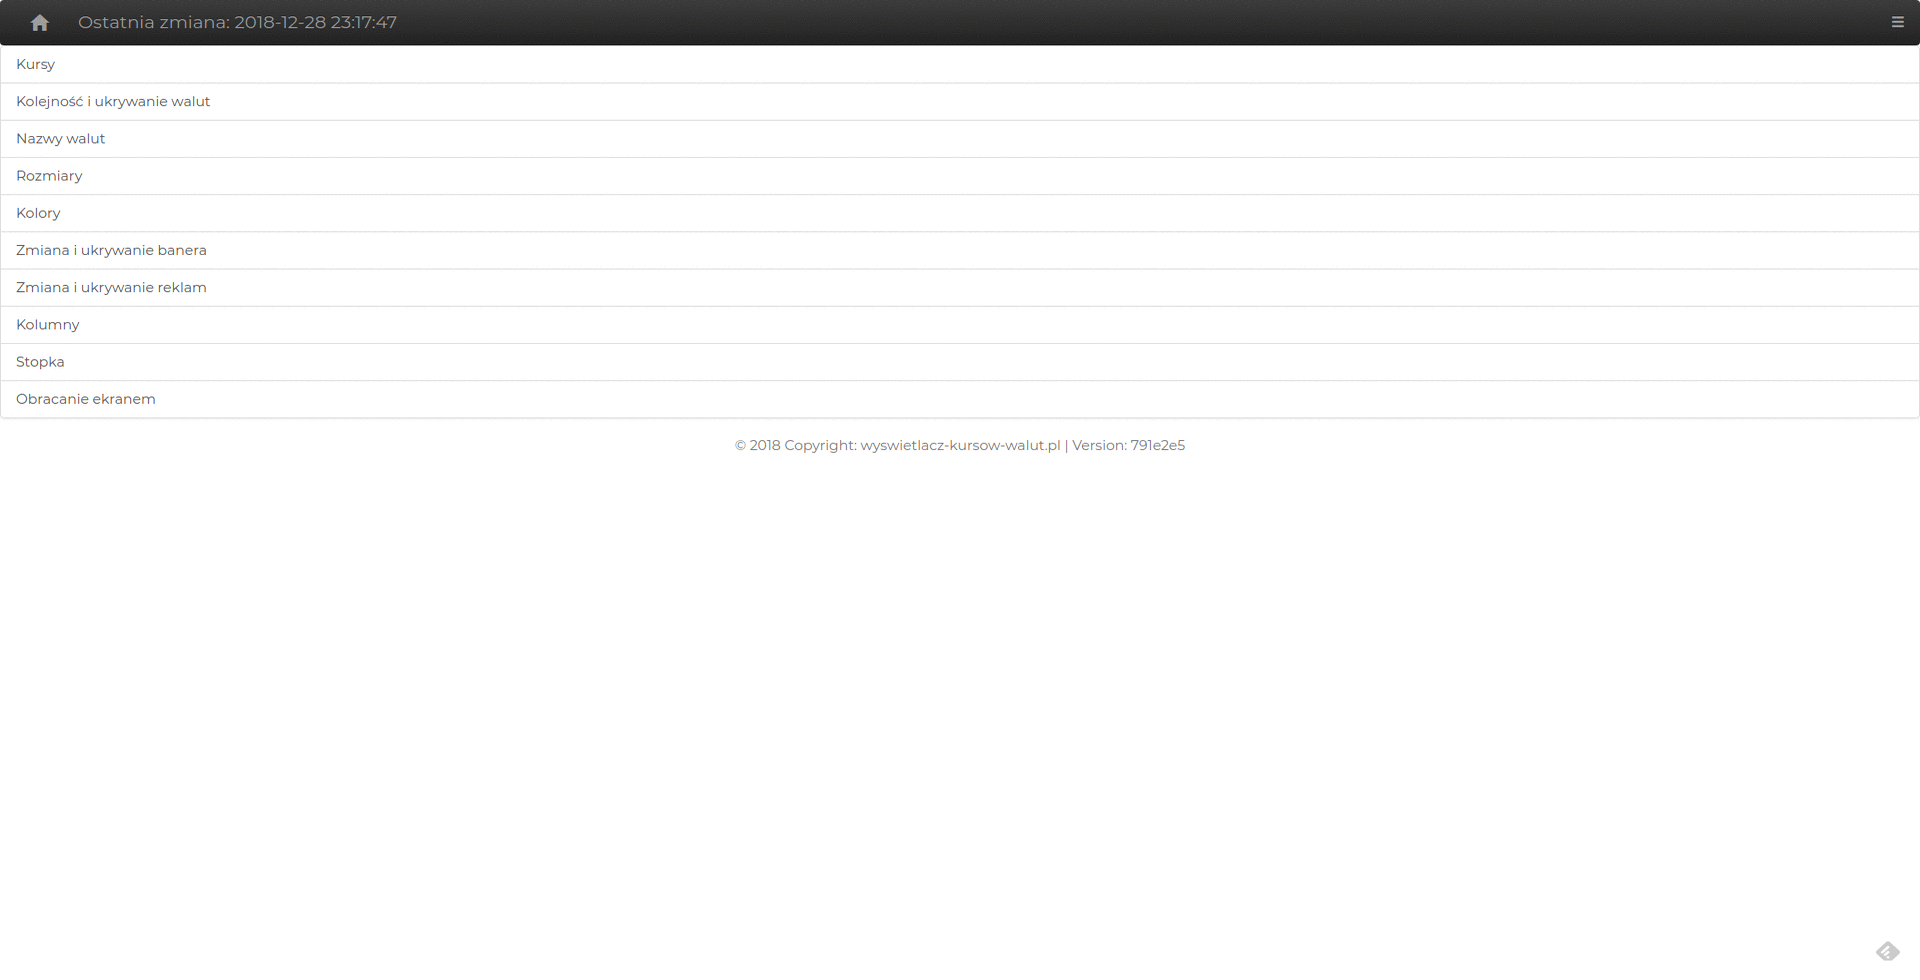 Ostatnia zmiana: 2018-12-28 23:17:47
Kursy
Kolejność i ukrywanie walut
Nazwy walut
Rozmiary
Kolory
Zmiana i ukrywanie banera
Zmiana i ukrywanie reklam
Kolumny
Stopka
Obracanie ekranem
© 2018 Copyright: wyswietlacz-kursow-walut.pl | Version: 791e2e5